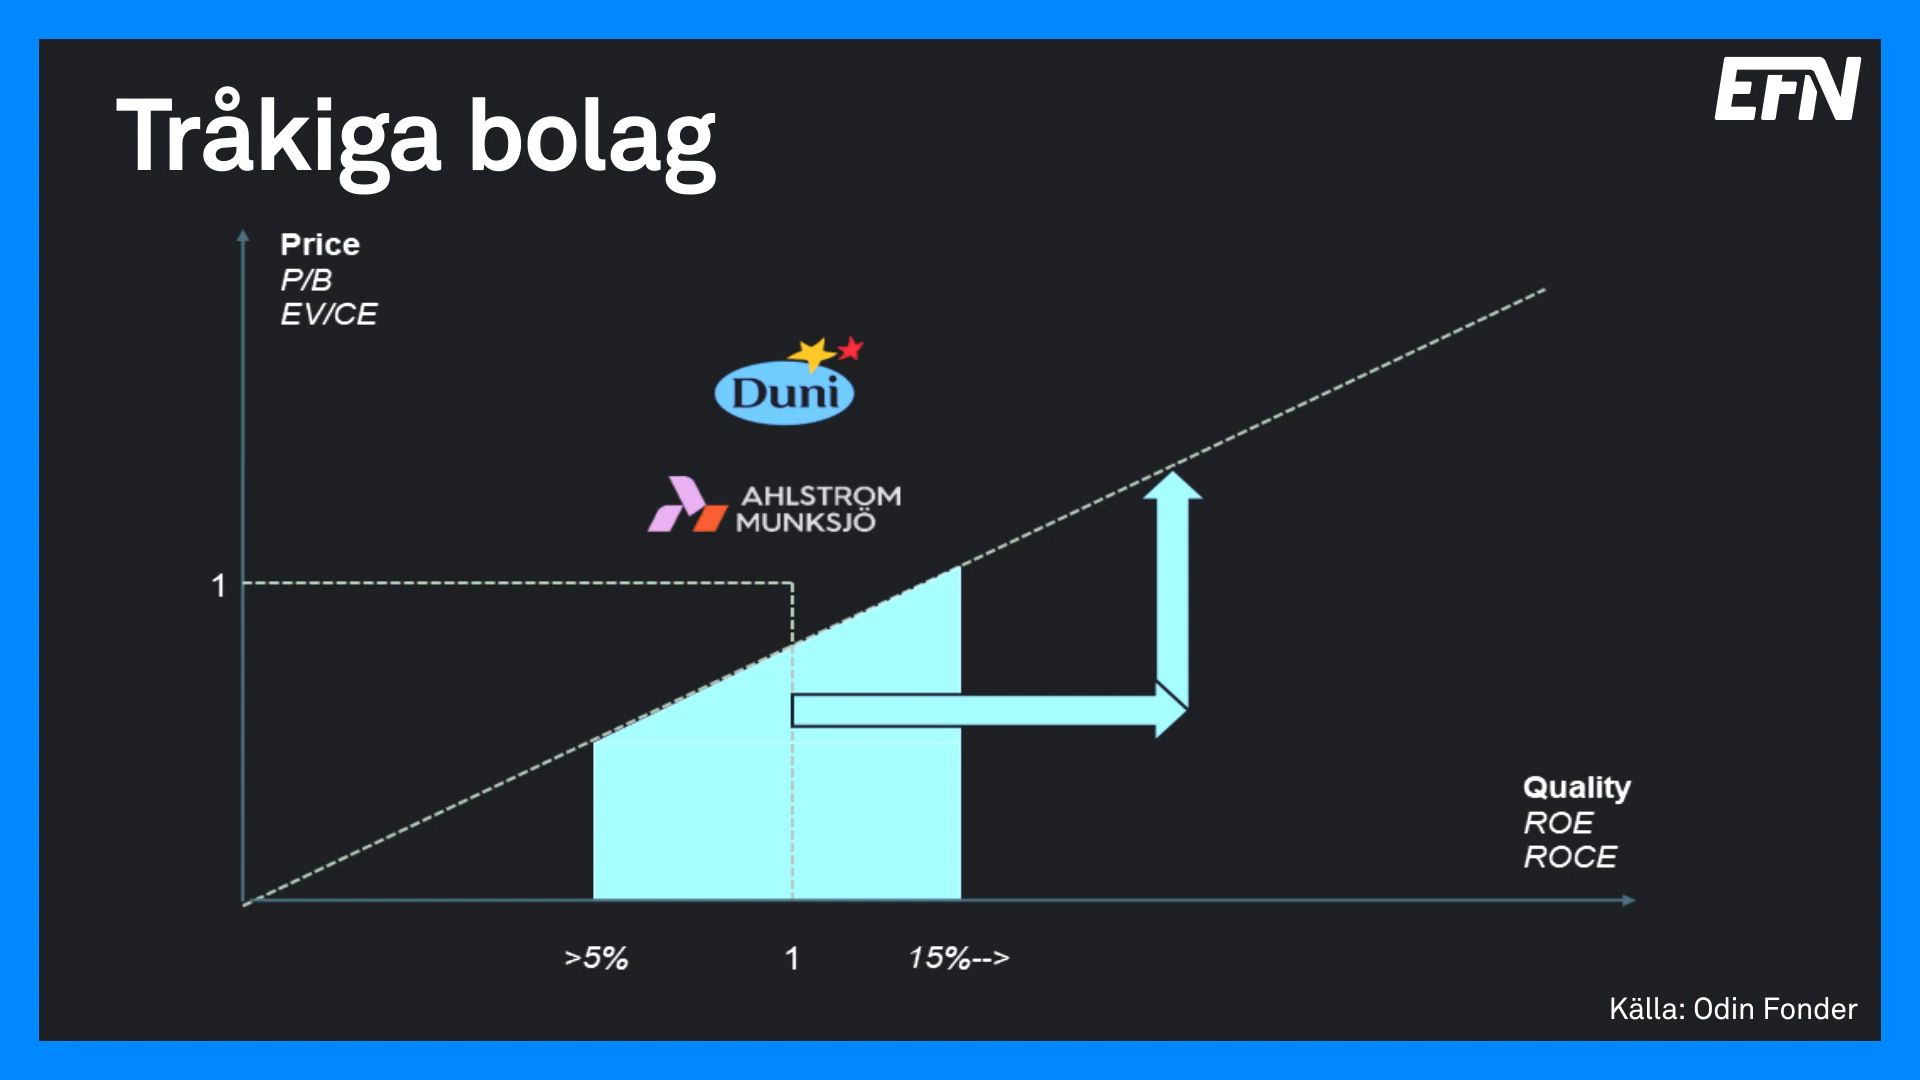 EFN
Tråkiga bolag
Price
P/B
EV/CE
Duni
AHLSTROM
MUNKSJÖ
1
Quality
ROE
ROCE
>5%
1
15%-->
Källa: Odin Fonder